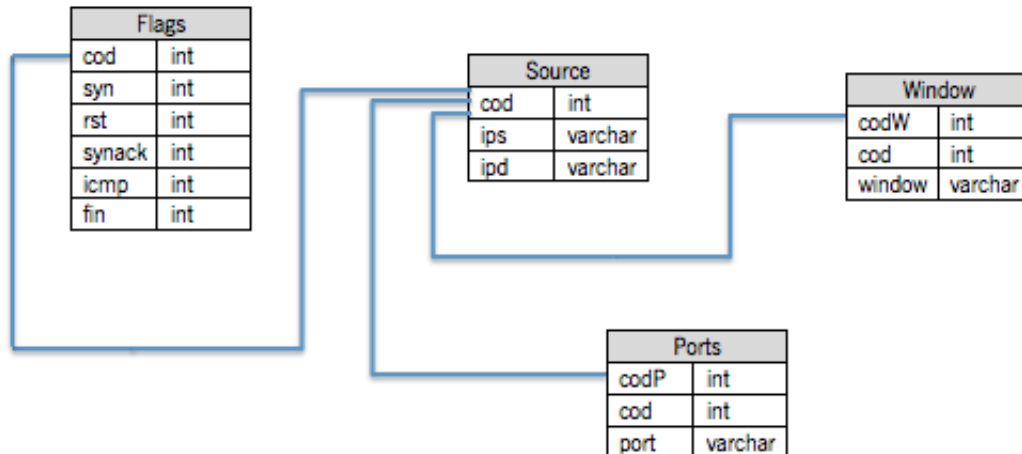 Flags
cod int
syn int
rst int
synack int
icmp int
fin int
Source
cod int
ips varchar
ipd varchar
Window
codW int
cod int
window varchar
Ports
codP int
cod int
port varchar